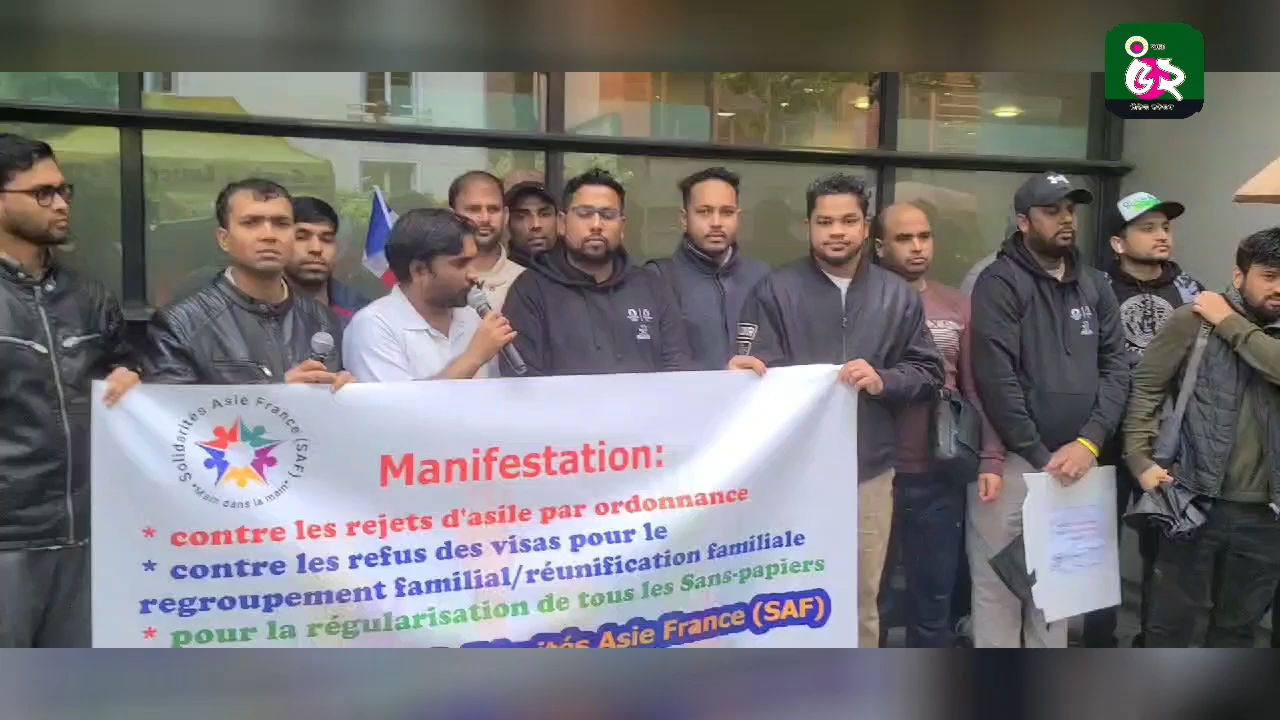 Solidarités Asie France (SAF)
"Main dans la main"
Manifestation:
* contre les rejets d'asile par ordonnance
* contre les refus des visas pour le
regroupement familial/réunification familiale
* pour la régularisation de tous les Sans-papiers
Asie France (SAF)